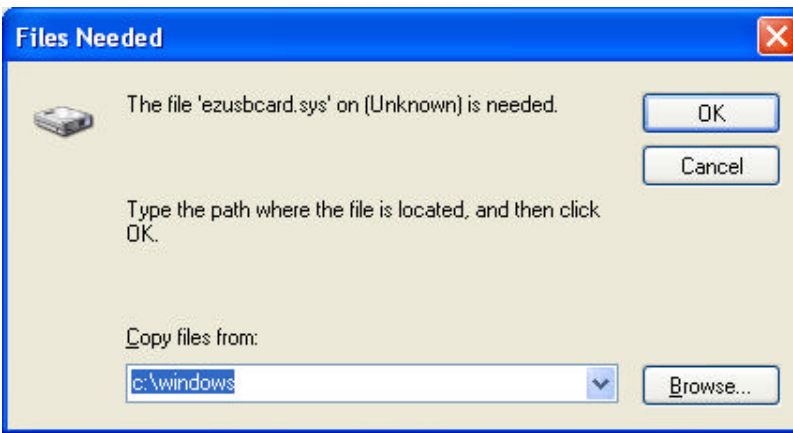 Files Needed
The file 'ezusbcard.sys' on (Unknown) is needed.
OK
Cancel
Type the path where the file is located, and then click
OK.
Copy files from:
c:\windows
Browse...